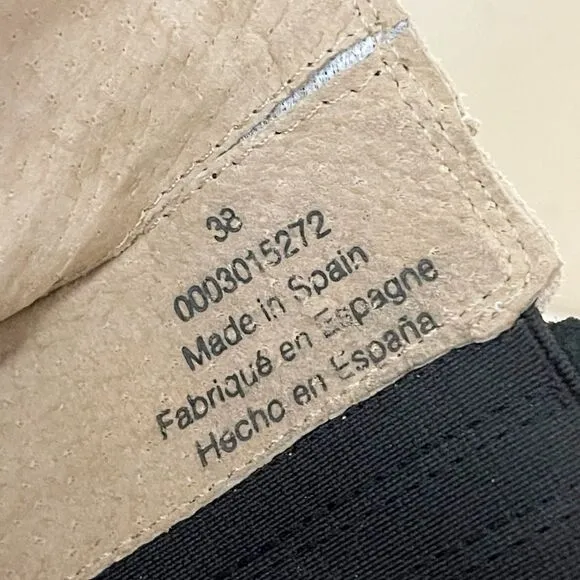 38
0003015272
Made in Spain
Fabriqué en Espagne
Hecho en España